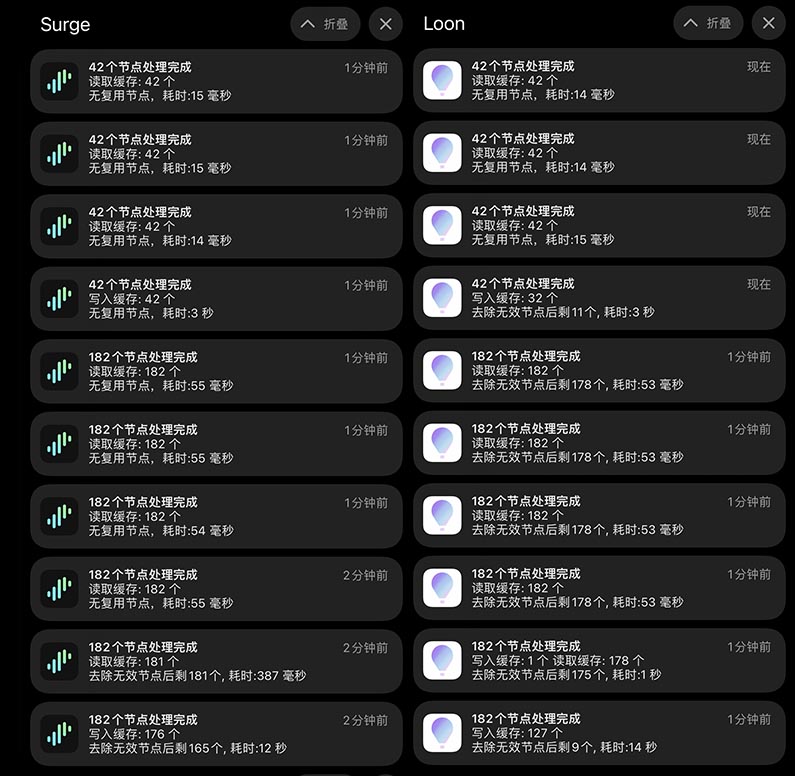 Surge
折叠
42个节点处理完成
1分钟前
读取缓存: 42 个
无复用节点，耗时:15 毫秒
42个节点处理完成
1分钟前
读取缓存: 42 个
无复用节点，耗时:15 毫秒
42个节点处理完成
1分钟前
读取缓存: 42 个
无复用节点，耗时:14 毫秒
42个节点处理完成
1分钟前
写入缓存: 42 个
无复用节点，耗时:3 秒
182个节点处理完成
1分钟前
读取缓存: 182 个
无复用节点，耗时:55 毫秒
182个节点处理完成
1分钟前
读取缓存: 182 个
无复用节点，耗时:55 毫秒
182个节点处理完成
1分钟前
读取缓存: 182 个
无复用节点，耗时:54 毫秒
182个节点处理完成
2分钟前
读取缓存: 182 个
无复用节点，耗时:55 毫秒
182个节点处理完成
2分钟前
读取缓存: 181 个
去除无效节点后剩181个, 耗时:387 毫秒
182个节点处理完成
2分钟前
写入缓存: 176 个
去除无效节点后剩165个, 耗时:12 秒
Loon
折叠
42个节点处理完成
现在
读取缓存: 42 个
无复用节点，耗时:14 毫秒
42个节点处理完成
现在
读取缓存: 42 个
无复用节点，耗时:14 毫秒
42个节点处理完成
现在
读取缓存: 42 个
无复用节点，耗时:15 毫秒
42个节点处理完成
现在
写入缓存: 32 个
去除无效节点后剩11个, 耗时:3 秒
182个节点处理完成
1分钟前
读取缓存: 182 个
去除无效节点后剩178个, 耗时:53 毫秒
182个节点处理完成
1分钟前
读取缓存: 182 个
去除无效节点后剩178个, 耗时:53 毫秒
182个节点处理完成
1分钟前
读取缓存: 182 个
去除无效节点后剩178个, 耗时:53 毫秒
182个节点处理完成
1分钟前
读取缓存: 182 个
去除无效节点后剩178个, 耗时:53 毫秒
182个节点处理完成
1分钟前
写入缓存: 1 个 读取缓存: 178 个
去除无效节点后剩175个, 耗时:1 秒
182个节点处理完成
1分钟前
写入缓存: 127 个
去除无效节点后剩9个, 耗时:14 秒